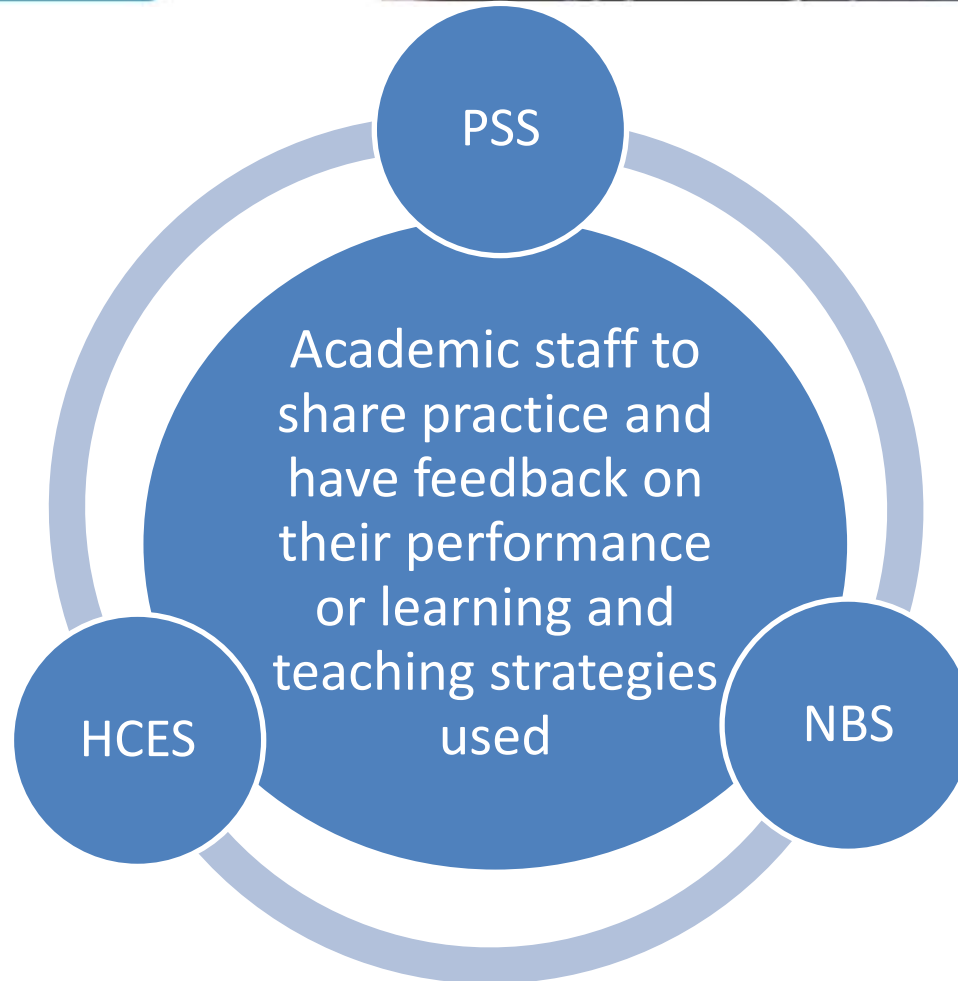 PSS
Academic staff to
share practice and
have feedback on
their performance
or learning and
teaching strategies
used
HCES
NBS